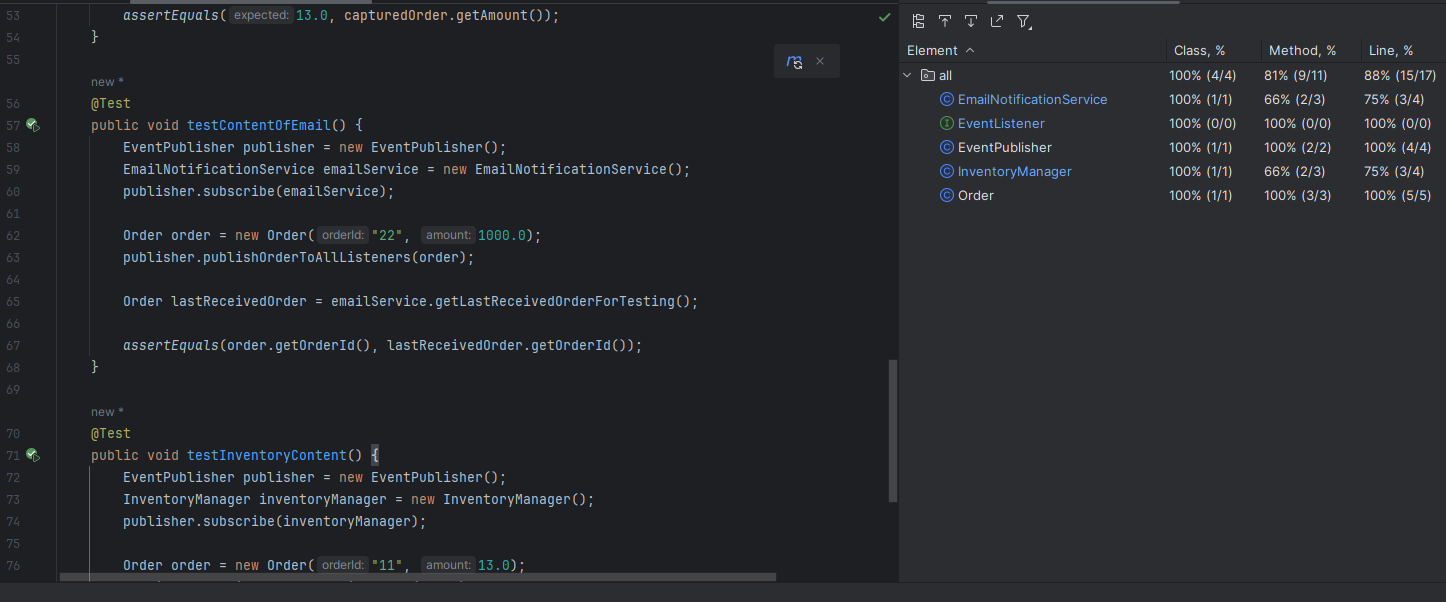 53 assertEquals( expected: 13.0, capturedOrder.getAmount());
54 }
55
new *
56 @Test
57 public void testContentOfEmail() {
58 EventPublisher publisher = new EventPublisher();
59 EmailNotificationService emailService = new EmailNotificationService();
60 publisher.subscribe(emailService);
61
62 Order order = new Order( orderId: "22", amount: 1000.0);
63 publisher.publishOrderToAllListeners(order);
64
65 Order lastReceivedOrder = emailService.getLastReceivedOrderForTesting();
66
67 assertEquals(order.getOrderId(), lastReceivedOrder.getOrderId());
68 }
69
new *
70 @Test
71 public void testInventoryContent() {
72 EventPublisher publisher = new EventPublisher();
73 InventoryManager inventoryManager = new InventoryManager();
74 publisher.subscribe(inventoryManager);
75
76 Order order = new Order( orderId: "11", amount: 13.0);
Element Class, % Method, % Line, %
all 100% (4/4) 81% (9/11) 88% (15/17)
EmailNotificationService 100% (1/1) 66% (2/3) 75% (3/4)
EventListener 100% (0/0) 100% (0/0) 100% (0/0)
EventPublisher 100% (1/1) 100% (2/2) 100% (4/4)
InventoryManager 100% (1/1) 66% (2/3) 75% (3/4)
Order 100% (1/1) 100% (3/3) 100% (5/5)